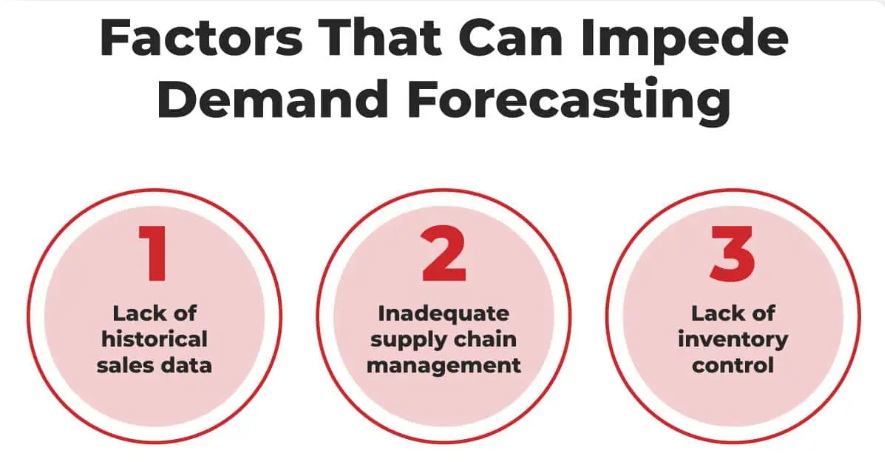 Factors That Can Impede
Demand Forecasting
1
Lack of
historical
sales data
2
Inadequate
supply chain
management
3
Lack of
inventory
control